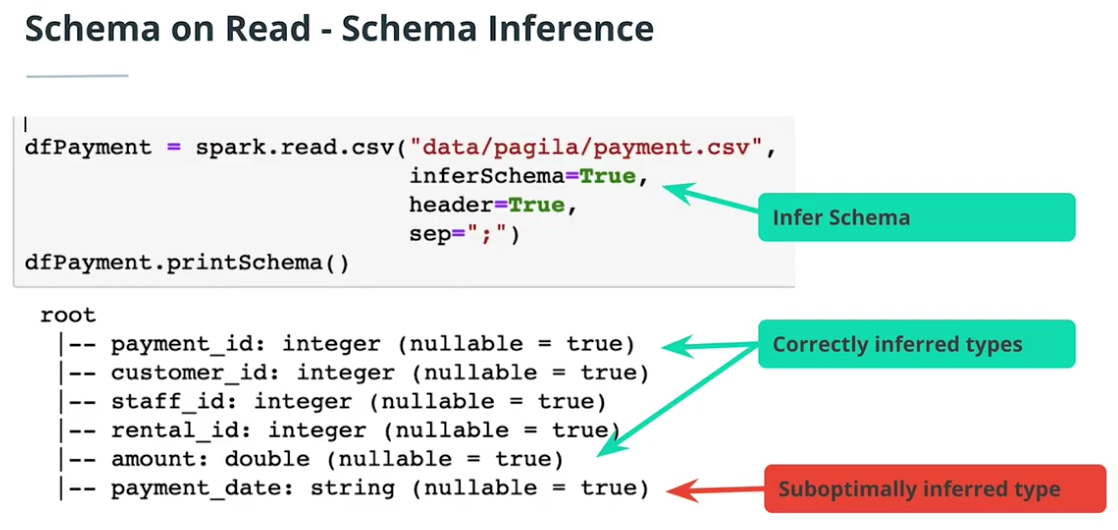 Schema on Read - Schema Inference
dfPayment = spark.read.csv("data/pagila/payment.csv",
inferSchema=True,
header=True,
sep=";")
dfPayment.printSchema()
Infer Schema
root
|-- payment_id: integer (nullable = true)
|-- customer_id: integer (nullable = true)
|-- staff_id: integer (nullable = true)
|-- rental_id: integer (nullable = true)
|-- amount: double (nullable = true)
|-- payment_date: string (nullable = true)
Correctly inferred types
Suboptimally inferred type